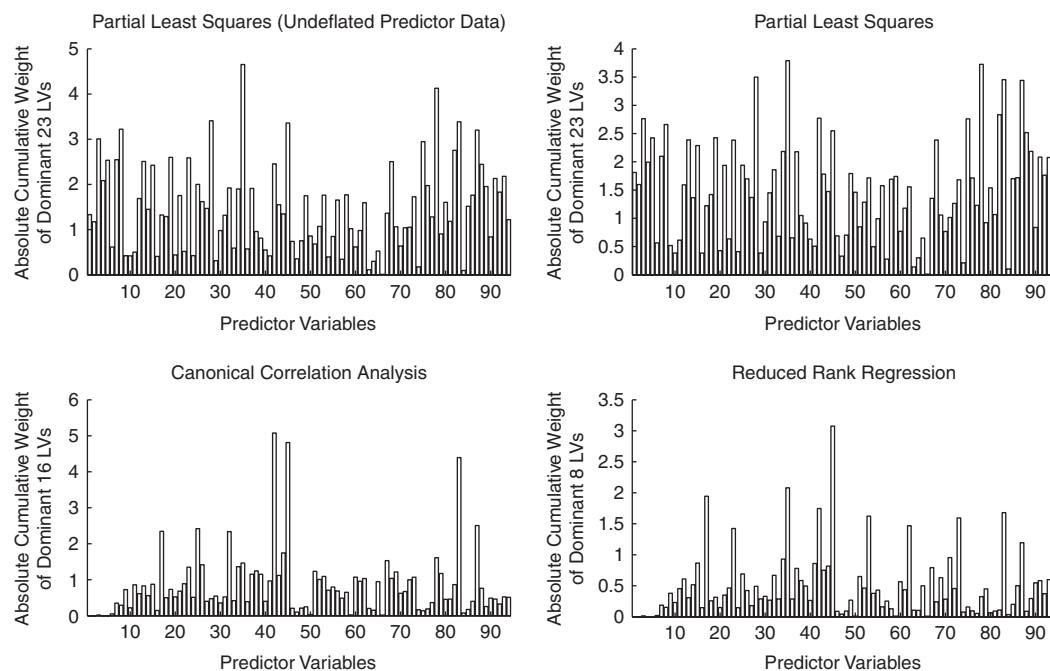 Partial Least Squares (Undeflated Predictor Data)
Absolute Cumulative Weight
of Dominant 23 LVs
5
4
3
2
1
0
10 20 30 40 50 60 70 80 90
Predictor Variables
Partial Least Squares
Absolute Cumulative Weight
of Dominant 23 LVs
4
3.5
3
2.5
2
1.5
1
0.5
0
10 20 30 40 50 60 70 80 90
Predictor Variables
Canonical Correlation Analysis
Absolute Cumulative Weight
of Dominant 16 LVs
6
5
4
3
2
1
0
10 20 30 40 50 60 70 80 90
Predictor Variables
Reduced Rank Regression
Absolute Cumulative Weight
of Dominant 8 LVs
3.5
3
2.5
2
1.5
1
0.5
0
10 20 30 40 50 60 70 80 90
Predictor Variables